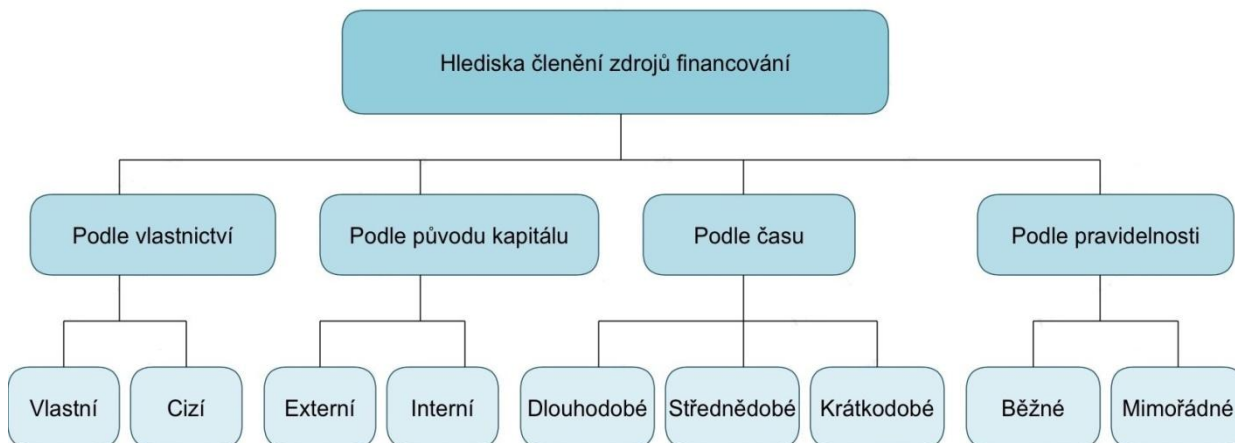 Hlediska členění zdrojů financování
Podle vlastnictví
Podle původu kapitálu
Podle času
Podle pravidelnosti
Vlastní
Cizí
Externí
Interní
Dlouhodobé
Střednědobé
Krátkodobé
Běžné
Mimořádné